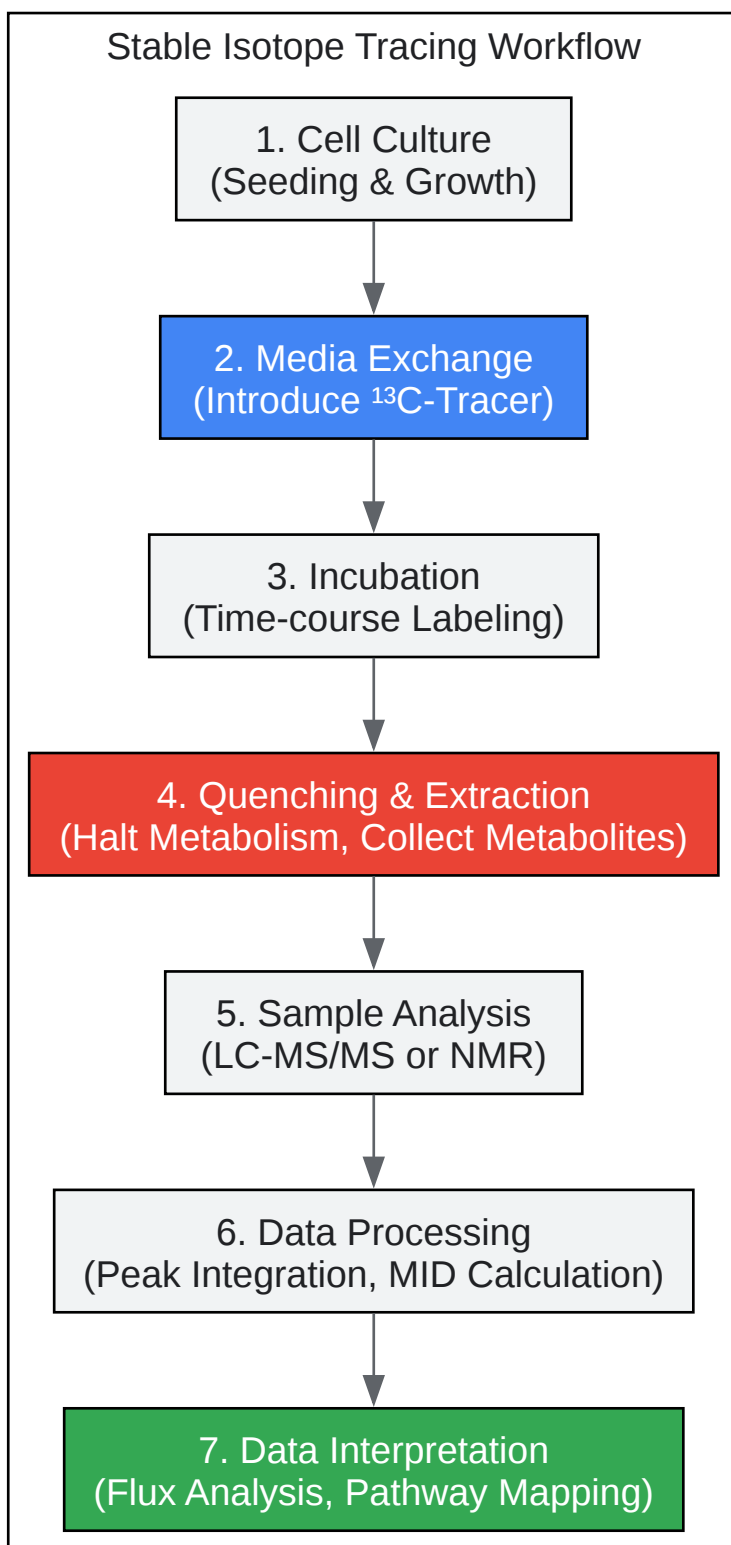 Stable Isotope Tracing Workflow
1. Cell Culture
(Seeding & Growth)
2. Media Exchange
(Introduce ¹³C-Tracer)
3. Incubation
(Time-course Labeling)
4. Quenching & Extraction
(Halt Metabolism, Collect Metabolites)
5. Sample Analysis
(LC-MS/MS or NMR)
6. Data Processing
(Peak Integration, MID Calculation)
7. Data Interpretation
(Flux Analysis, Pathway Mapping)